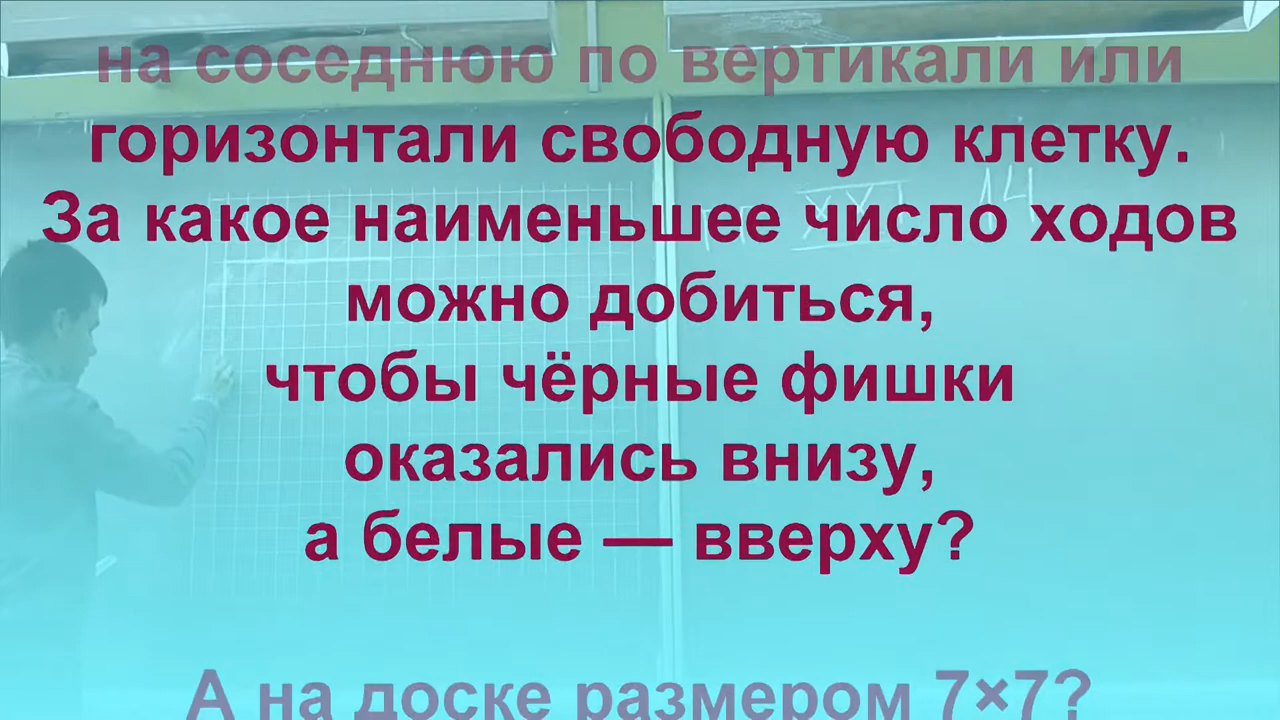 на соседнюю по вертикали или
горизонтали свободную клетку.
За какое наименьшее число ходов
можно добиться,
чтобы чёрные фишки
оказались внизу,
а белые — вверху?
А на доске размером 7×7?